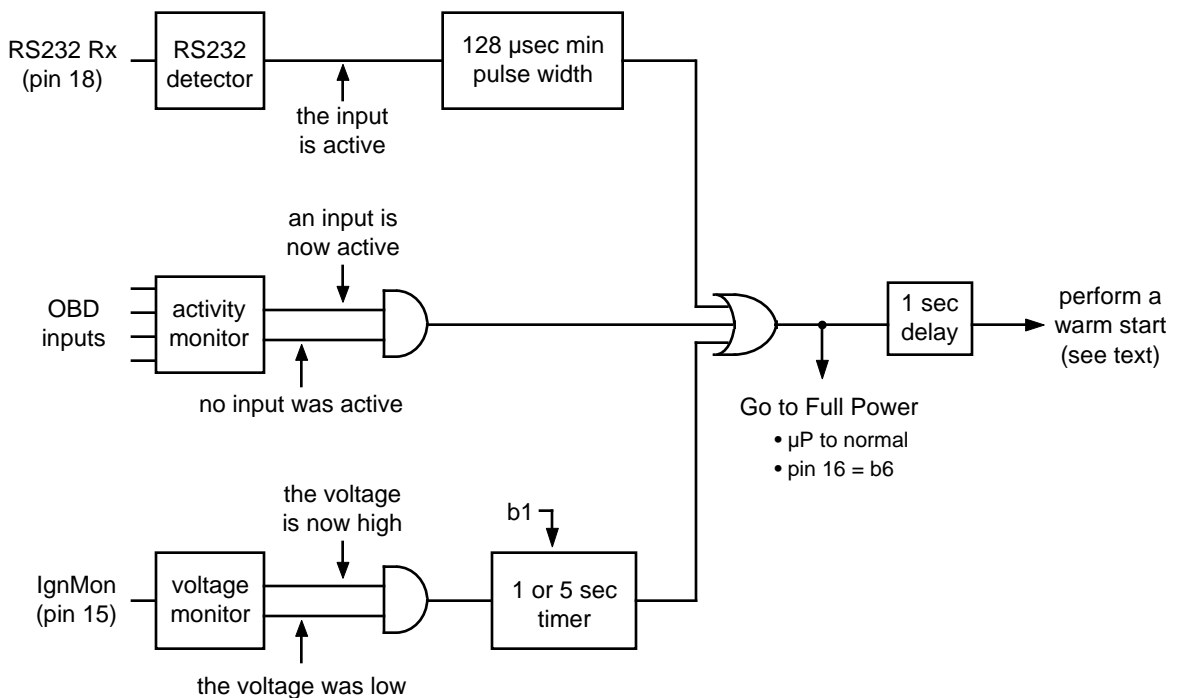 RS232 Rx
(pin 18)
RS232
detector
the input
is active
128 µsec min
pulse width
an input is
now active
OBD
inputs
activity
monitor
no input was active
1 sec
delay
perform a
warm start
(see text)
Go to Full Power
• µP to normal
• pin 16 = b6
the voltage
is now high
b1
IgnMon
(pin 15)
voltage
monitor
1 or 5 sec
timer
the voltage was low